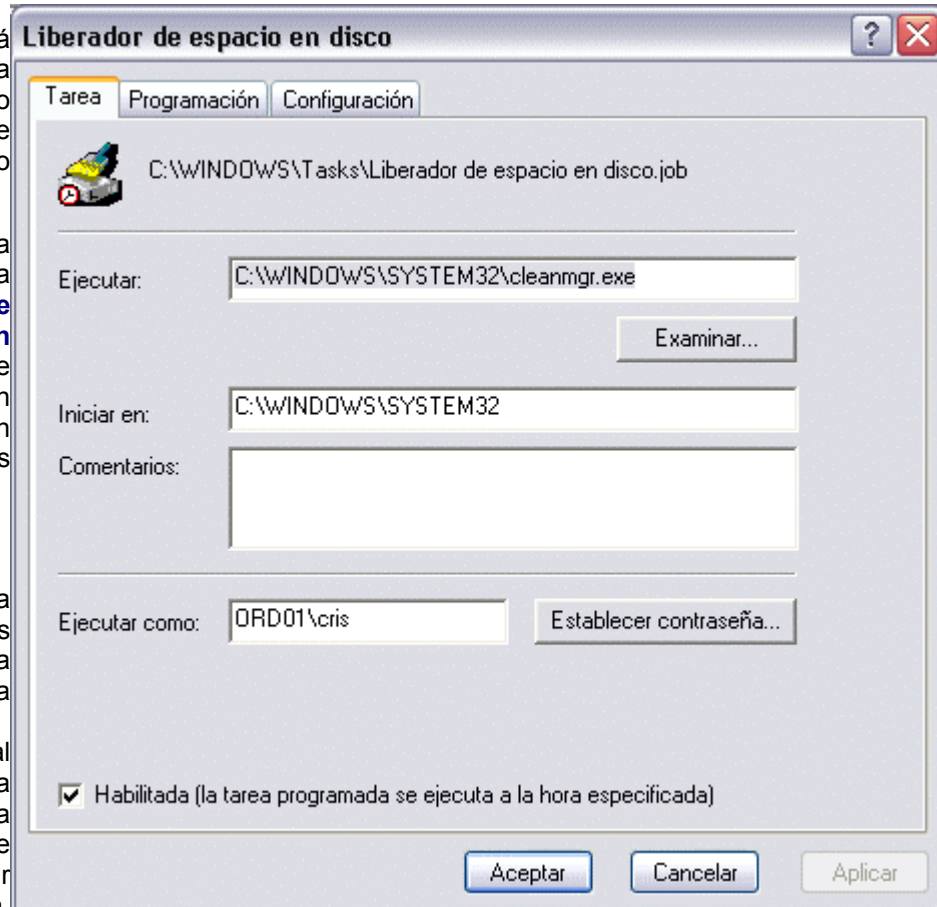 Liberador de espacio en disco
Tarea Programación Configuración
C:\WINDOWS\Tasks\Liberador de espacio en disco.job
Ejecutar: C:\WINDOWS\SYSTEM32\cleanmgr.exe
Examinar...
Iniciar en: C:\WINDOWS\SYSTEM32
Comentarios:
Ejecutar como: ORD01\cris Establecer contraseña...
Habilitada (la tarea programada se ejecuta a la hora especificada)
Aceptar Cancelar Aplicar